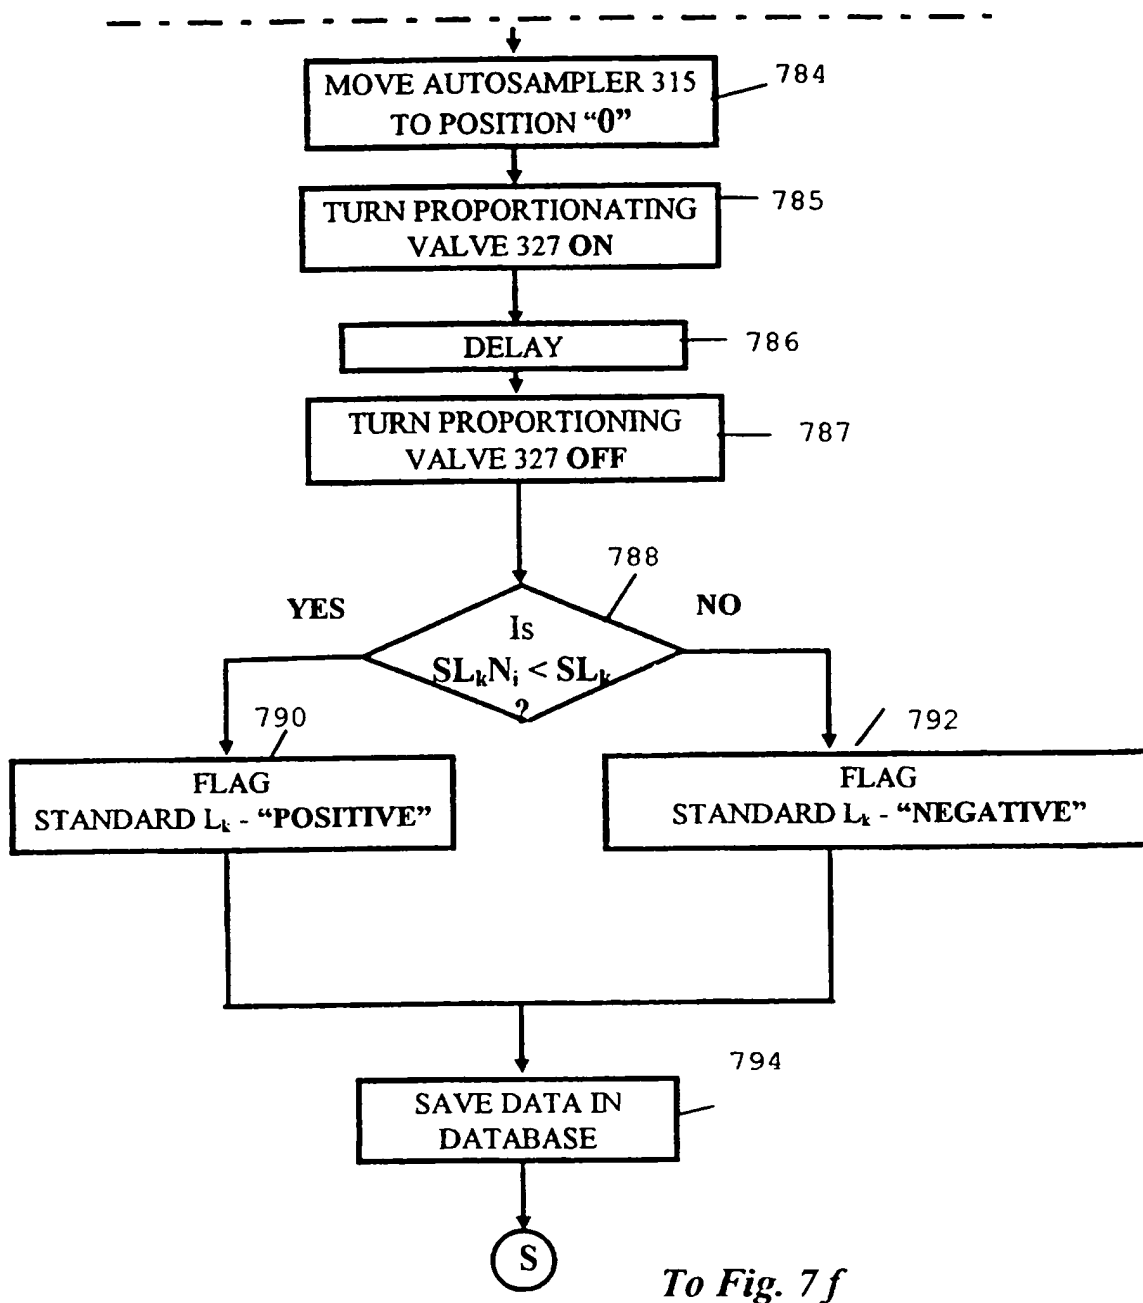 MOVE AUTOSAMPLER 315
TO POSITION “0”
784
TURN PROPORTIONATING
VALVE 327 ON
785
DELAY
786
TURN PROPORTIONING
VALVE 327 OFF
787
788
YES
NO
Is
SLₖNᵢ < SLₖ
?
790
FLAG
STANDARD Lₖ - “POSITIVE”
792
FLAG
STANDARD Lₖ - “NEGATIVE”
794
SAVE DATA IN
DATABASE
S
To Fig. 7f